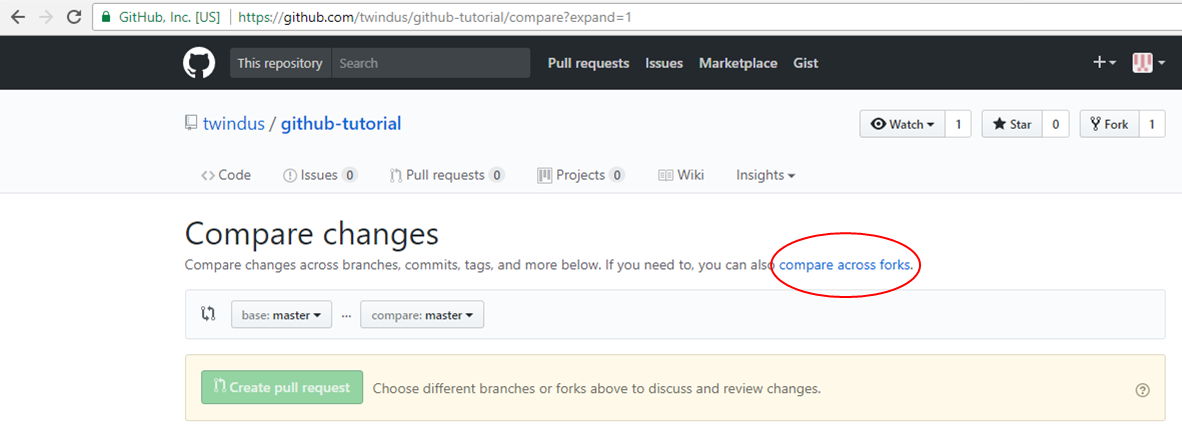 GitHub, Inc. [US] https://github.com/twindus/github-tutorial/compare?expand=1
This repository Search Pull requests Issues Marketplace Gist
twindus / github-tutorial Watch 1 Star 0 Fork 1
Code Issues 0 Pull requests 0 Projects 0 Wiki Insights
Compare changes
Compare changes across branches, commits, tags, and more below. If you need to, you can also compare across forks.
base: master ... compare: master
Create pull request Choose different branches or forks above to discuss and review changes.